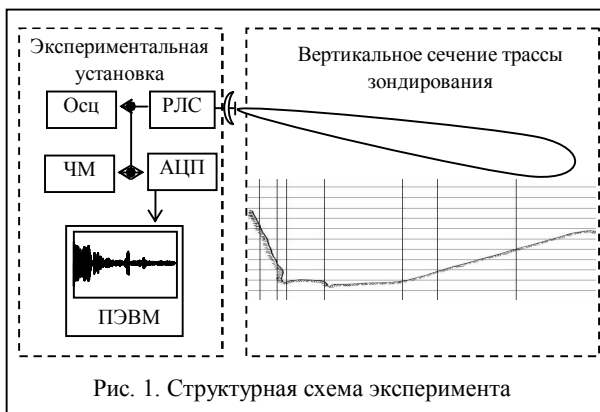 Экспериментальная
установка
Вертикальное сечение трассы
зондирования
Осц
РЛС
ЧМ
АЦП
ПЭВМ
Рис. 1. Структурная схема эксперимента